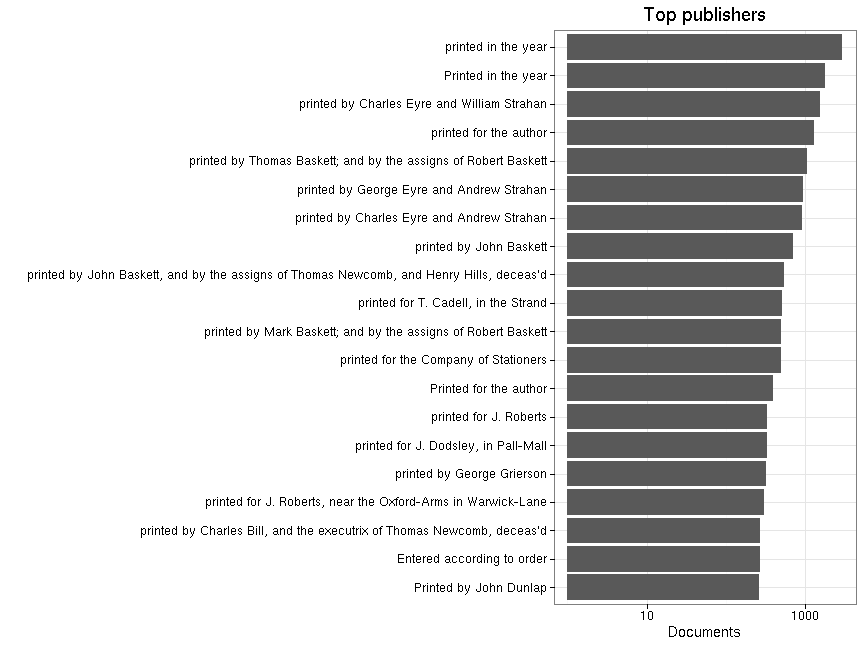 Top publishers
printed in the year
Printed in the year
printed by Charles Eyre and William Strahan
printed for the author
printed by Thomas Baskett; and by the assigns of Robert Baskett
printed by George Eyre and Andrew Strahan
printed by Charles Eyre and Andrew Strahan
printed by John Baskett
printed by John Baskett, and by the assigns of Thomas Newcomb, and Henry Hills, deceas'd
printed for T. Cadell, in the Strand
printed by Mark Baskett; and by the assigns of Robert Baskett
printed for the Company of Stationers
Printed for the author
printed for J. Roberts
printed for J. Dodsley, in Pall-Mall
printed by George Grierson
printed for J. Roberts, near the Oxford-Arms in Warwick-Lane
printed by Charles Bill, and the executrix of Thomas Newcomb, deceas'd
Entered according to order
Printed by John Dunlap
10 1000
Documents